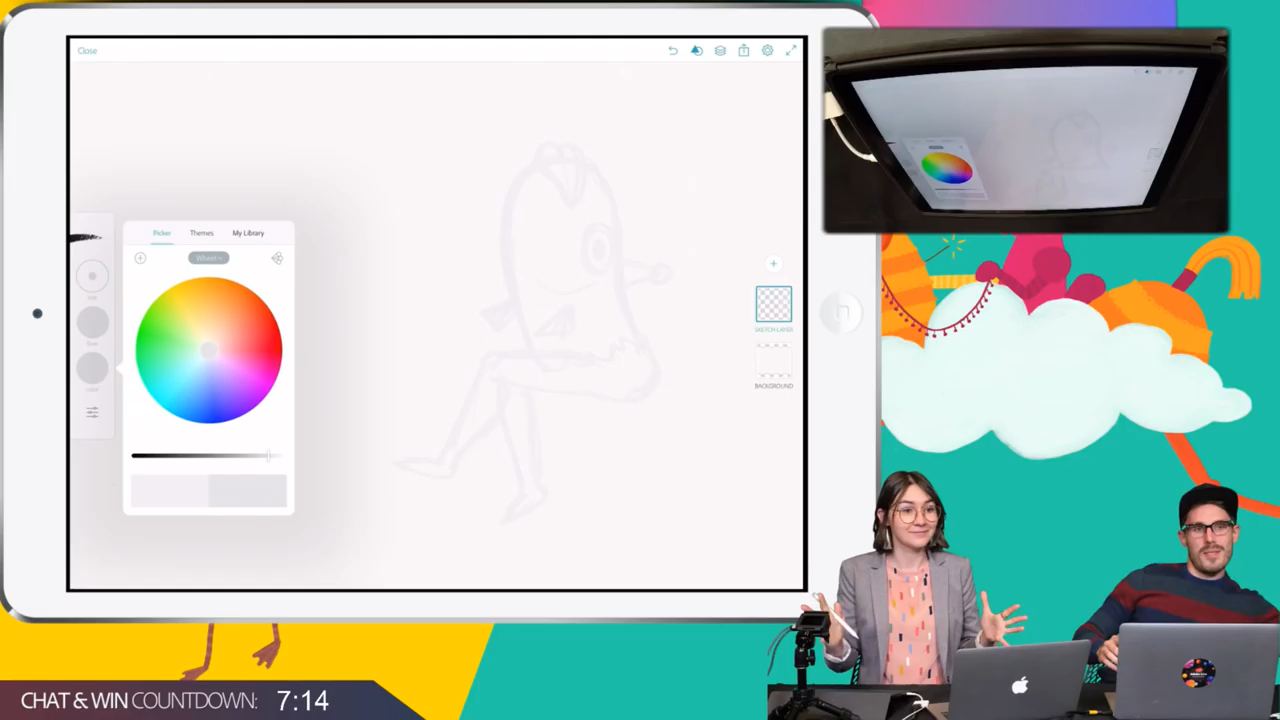 Close
Picker Themes My Library
Wheel
SKETCH LAYER
BACKGROUND
CHAT & WIN COUNTDOWN: 7:14